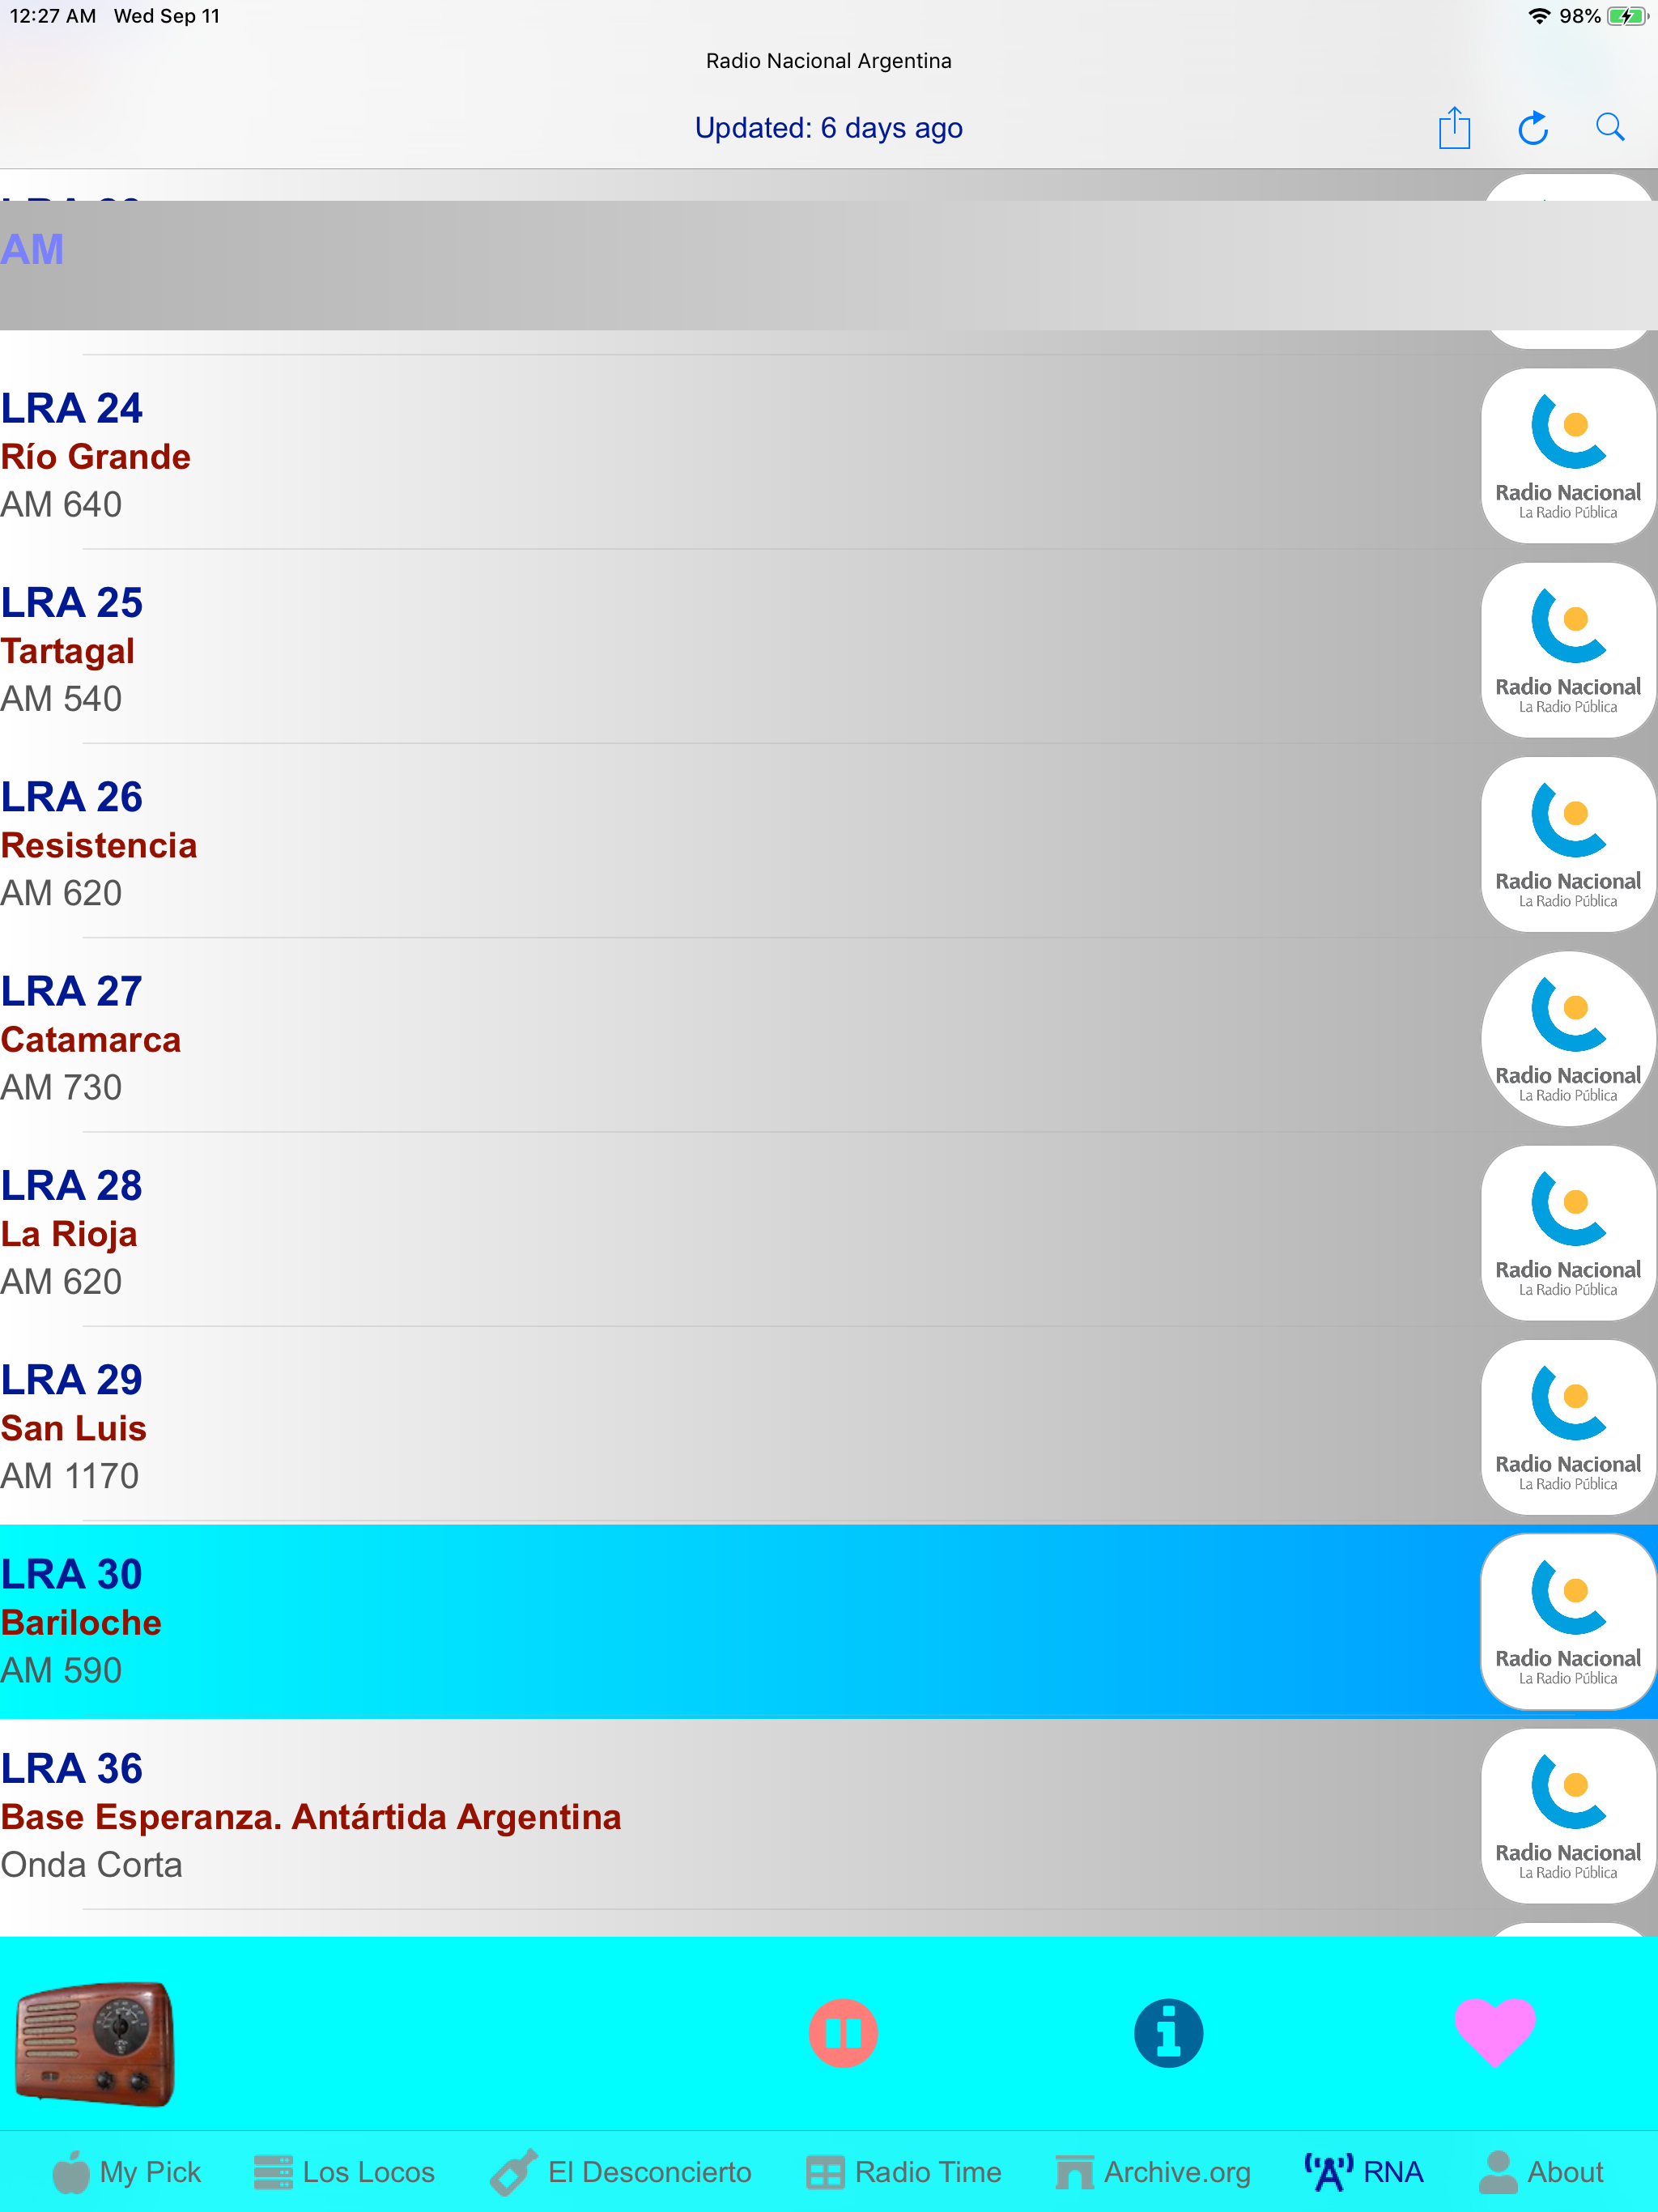 12:27 AM Wed Sep 11
98%
Radio Nacional Argentina
Updated: 6 days ago
AM
LRA 24
Río Grande
AM 640
Radio Nacional
La Radio Pública
LRA 25
Tartagal
AM 540
Radio Nacional
La Radio Pública
LRA 26
Resistencia
AM 620
Radio Nacional
La Radio Pública
LRA 27
Catamarca
AM 730
Radio Nacional
La Radio Pública
LRA 28
La Rioja
AM 620
Radio Nacional
La Radio Pública
LRA 29
San Luis
AM 1170
Radio Nacional
La Radio Pública
LRA 30
Bariloche
AM 590
Radio Nacional
La Radio Pública
LRA 36
Base Esperanza. Antártida Argentina
Onda Corta
Radio Nacional
La Radio Pública
My Pick Los Locos El Desconcierto Radio Time Archive.org RNA About